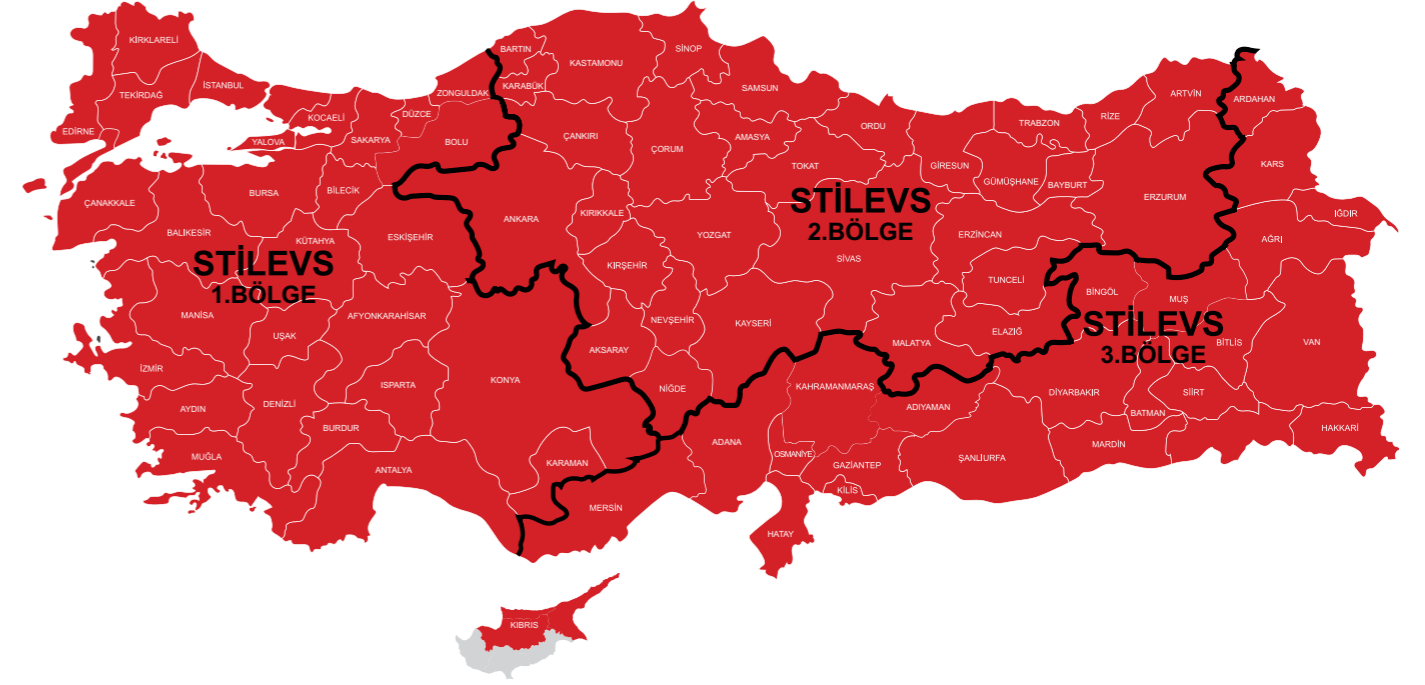 KIRKLARELİ
TEKİRDAĞ
EDİRNE
İSTANBUL
KOCAELİ
YALOVA
SAKARYA
DÜZCE
ZONGULDAK
BOLU
BARTIN
KARABÜK
KASTAMONU
SİNOP
SAMSUN
ÇANKIRI
ÇORUM
AMASYA
TOKAT
ORDU
GİRESUN
TRABZON
GÜMÜŞHANE
BAYBURT
RİZE
ARTVİN
ARDAHAN
KARS
IĞDIR
AĞRI
ERZURUM
ERZİNCAN
ÇANAKKALE
BALIKESİR
BURSA
BİLECİK
KÜTAHYA
ESKİŞEHİR
ANKARA
KIRIKKALE
KIRŞEHİR
YOZGAT
SİVAS
STİLEVS
1.BÖLGE
STİLEVS
2.BÖLGE
STİLEVS
3.BÖLGE
TUNCELİ
BİNGÖL
MUŞ
ELAZIĞ
BİTLİS
VAN
MANİSA
UŞAK
AFYONKARAHİSAR
İZMİR
AYDIN
DENİZLİ
ISPARTA
BURDUR
MUĞLA
ANTALYA
KONYA
AKSARAY
NEVŞEHİR
NİĞDE
KAYSERİ
MALATYA
KAHRAMANMARAŞ
ADIYAMAN
DİYARBAKIR
BATMAN
SİİRT
HAKKARİ
MARDİN
ŞANLIURFA
GAZİANTEP
KİLİS
OSMANİYE
ADANA
HATAY
KARAMAN
MERSİN
KIBRIS